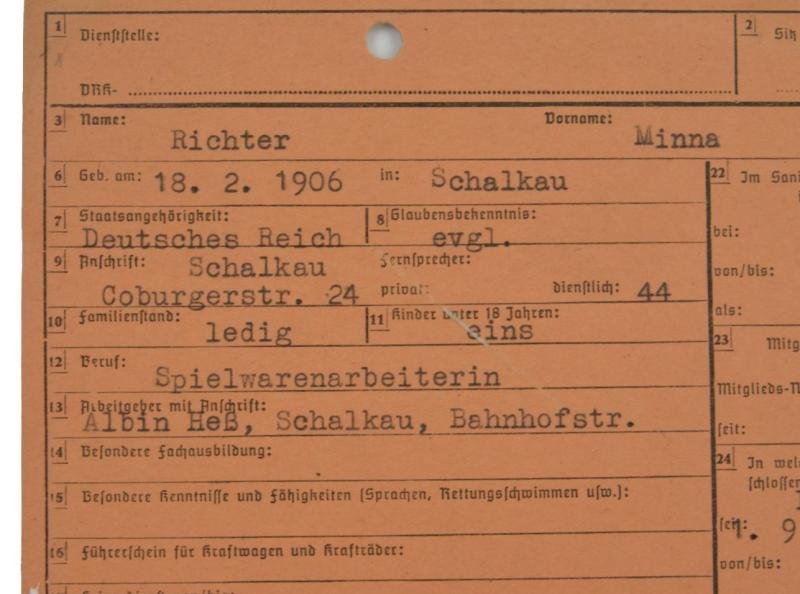 1 Dienststelle:
2 Sitz
DRK-
3 Name: Vorname:
Richter Minna
6 Geb. am: 18. 2. 1906 in: Schalkau
22 Im Sani
7 Staatsangehörigkeit: 8 Glaubensbekenntnis:
Deutsches Reich evgl.
bei:
9 Anschrift: Schalkau Fernsprecher:
von/bis:
Coburgerstr. 24 privat: dienstlich: 44
als:
10 Familienstand: 11 Kinder unter 18 Jahren:
ledig eins
23 Mitg
12 Beruf:
Spielwarenarbeiterin
Mitglieds-N
13 Arbeitgeber mit Anschrift:
Albin Heß, Schalkau, Bahnhofstr.
seit:
14 Besondere Fachausbildung:
24 In wel
schlossen
15 Besondere Kenntnisse und Fähigkeiten (Sprachen, Rettungsschwimmen usw.):
seit: 1. 9
16 Führerschein für Kraftwagen und Krafträder:
von/bis: